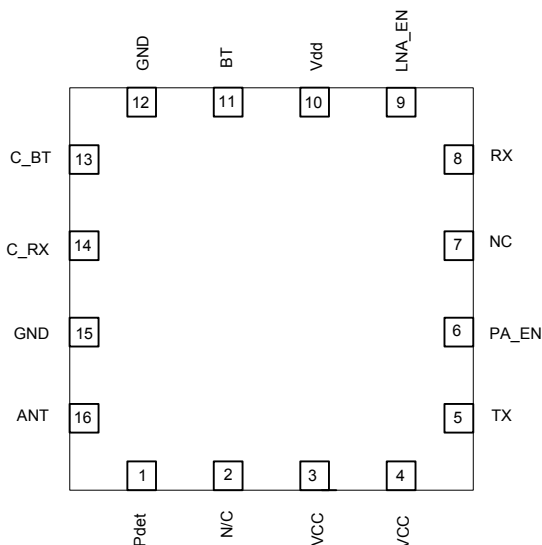 GND
BT
Vdd
LNA_EN
12
11
10
9
C_BT
13
8
RX
C_RX
14
7
NC
GND
15
6
PA_EN
ANT
16
5
TX
1
2
3
4
Pdet
N/C
VCC
VCC